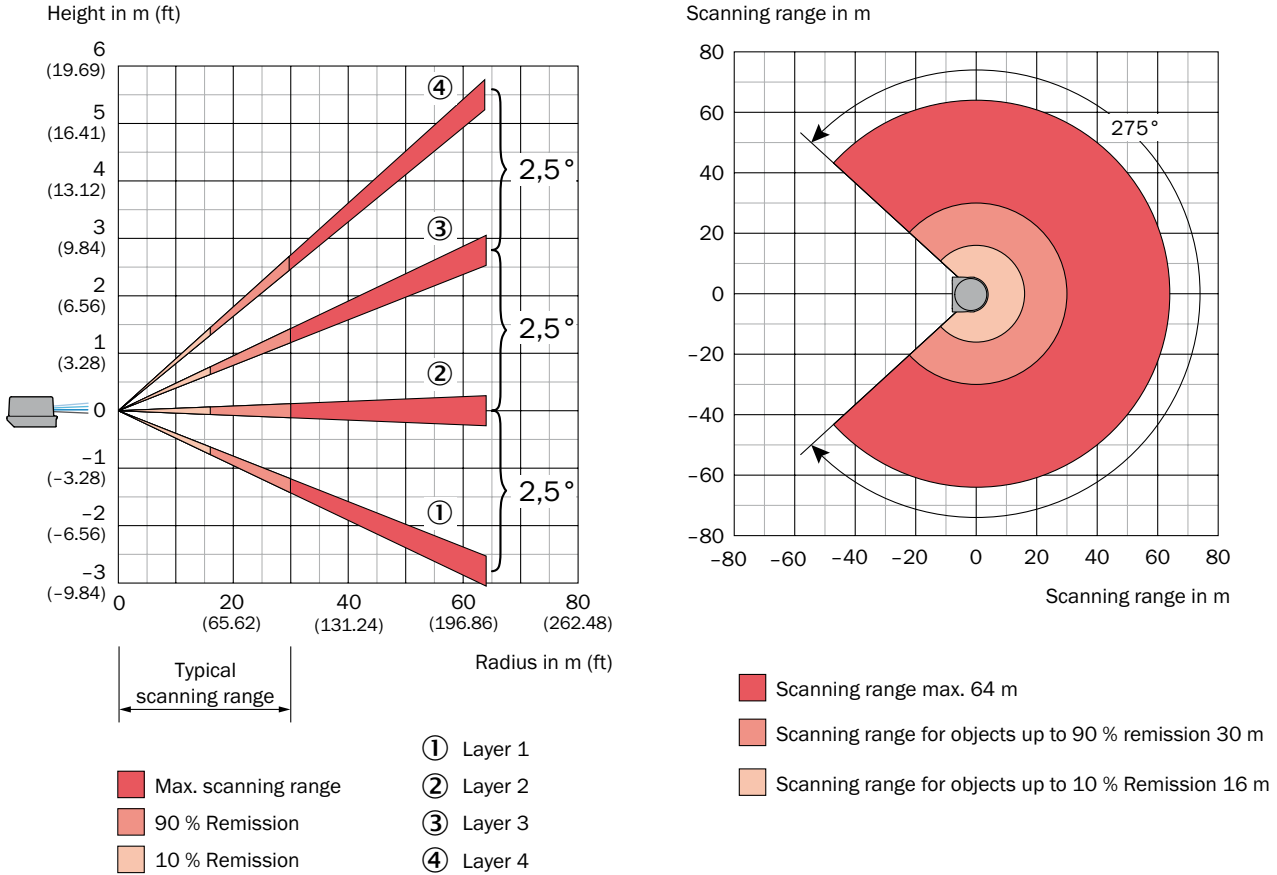 Height in m (ft)
6
(19.69)
5
(16.41)
4
(13.12)
3
(9.84)
2
(6.56)
1
(3.28)
0
–1
(–3.28)
–2
(–6.56)
–3
(–9.84)
④
③
②
①
2,5°
2,5°
2,5°
0 20 40 60 80
(65.62) (131.24) (196.86) (262.48)
Radius in m (ft)
Typical
scanning range
Max. scanning range
90 % Remission
10 % Remission
① Layer 1
② Layer 2
③ Layer 3
④ Layer 4
Scanning range in m
80
60
40
20
0
–20
–40
–60
–80
275°
–80 –60 –40 –20 0 20 40 60 80
Scanning range in m
Scanning range max. 64 m
Scanning range for objects up to 90 % remission 30 m
Scanning range for objects up to 10 % Remission 16 m